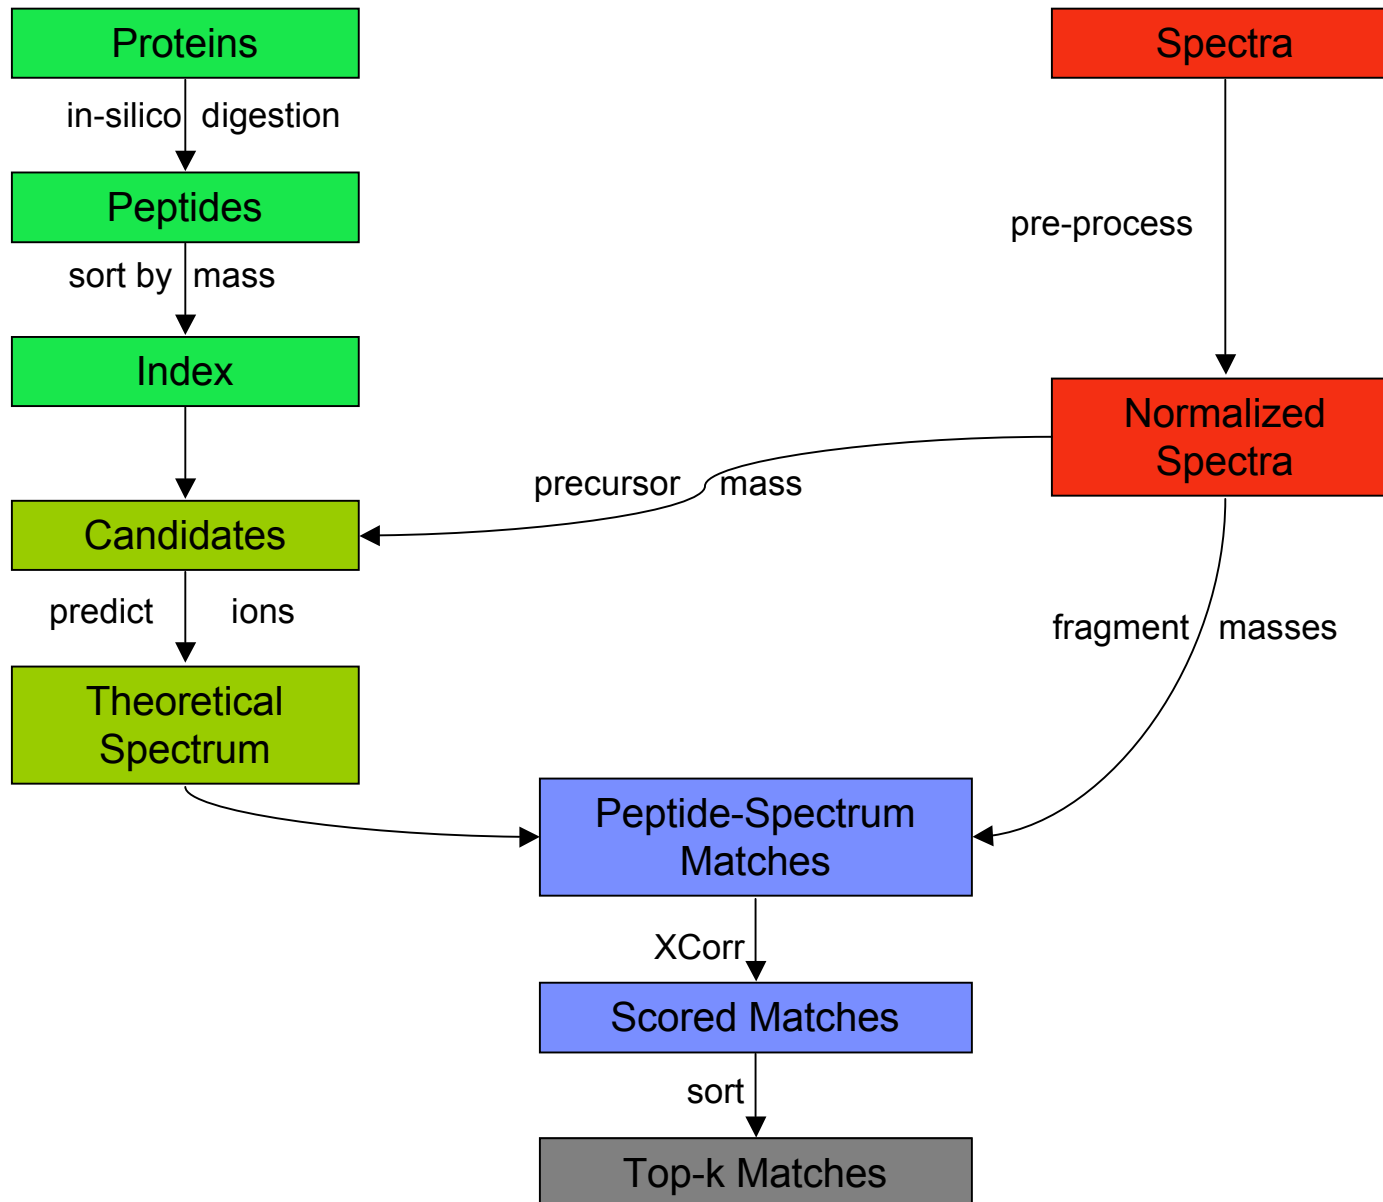 Proteins
Spectra
in-silico digestion
Peptides
pre-process
sort by mass
Index
Normalized
Spectra
precursor mass
Candidates
predict ions
fragment masses
Theoretical
Spectrum
Peptide-Spectrum
Matches
XCorr
Scored Matches
sort
Top-k Matches